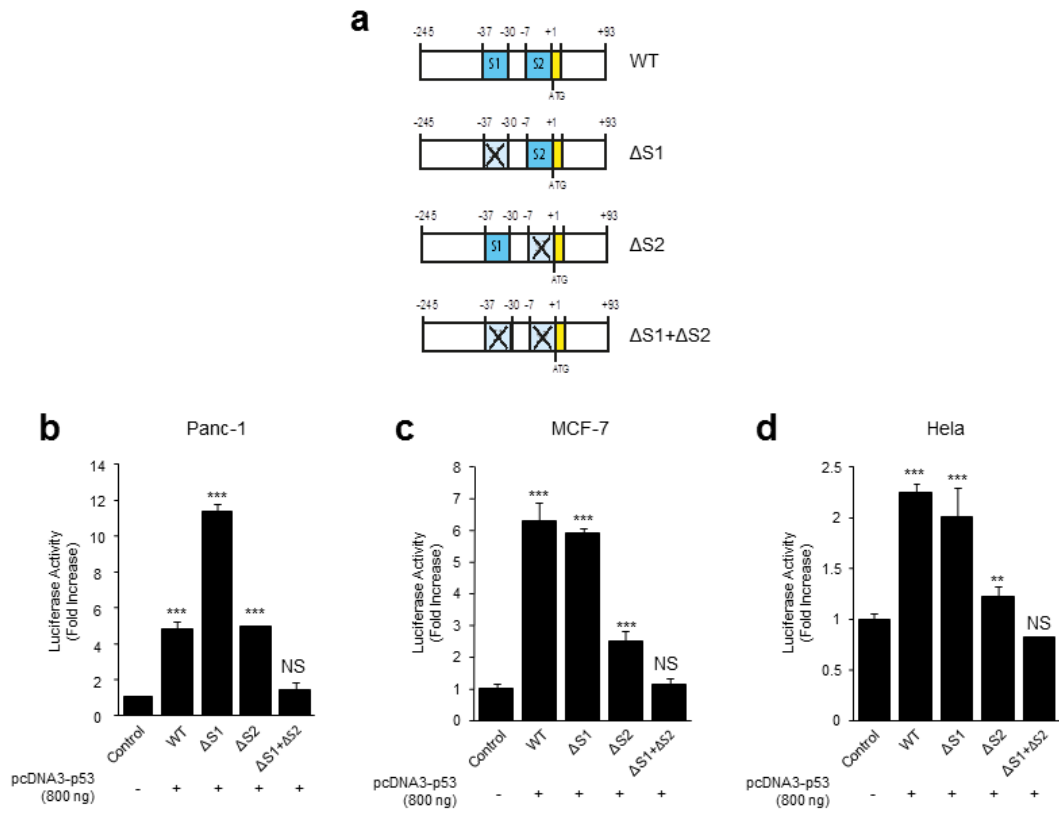 a
-245 -37 -30 -7 +1 +93
S1 S2 WT
ATG
-245 -37 -30 -7 +1 +93
S2 ΔS1
ATG
-245 -37 -30 -7 +1 +93
S1 ΔS2
ATG
-245 -37 -30 -7 +1 +93
ΔS1+ΔS2
ATG
b Panc-1
Luciferase Activity
(Fold Increase)
14
12
10
8
6
4
2
0
***
***
***
NS
Control WT ΔS1 ΔS2 ΔS1+ΔS2
pcDNA3-p53
(800 ng)
- + + + +
c MCF-7
Luciferase Activity
(Fold Increase)
8
7
6
5
4
3
2
1
0
***
***
***
NS
Control WT ΔS1 ΔS2 ΔS1+ΔS2
pcDNA3-p53
(800 ng)
- + + + +
d Hela
Luciferase Activity
(Fold Increase)
2.5
2
1.5
1
0.5
0
***
***
**
NS
Control WT ΔS1 ΔS2 ΔS1+ΔS2
pcDNA3-p53
(800 ng)
- + + + +